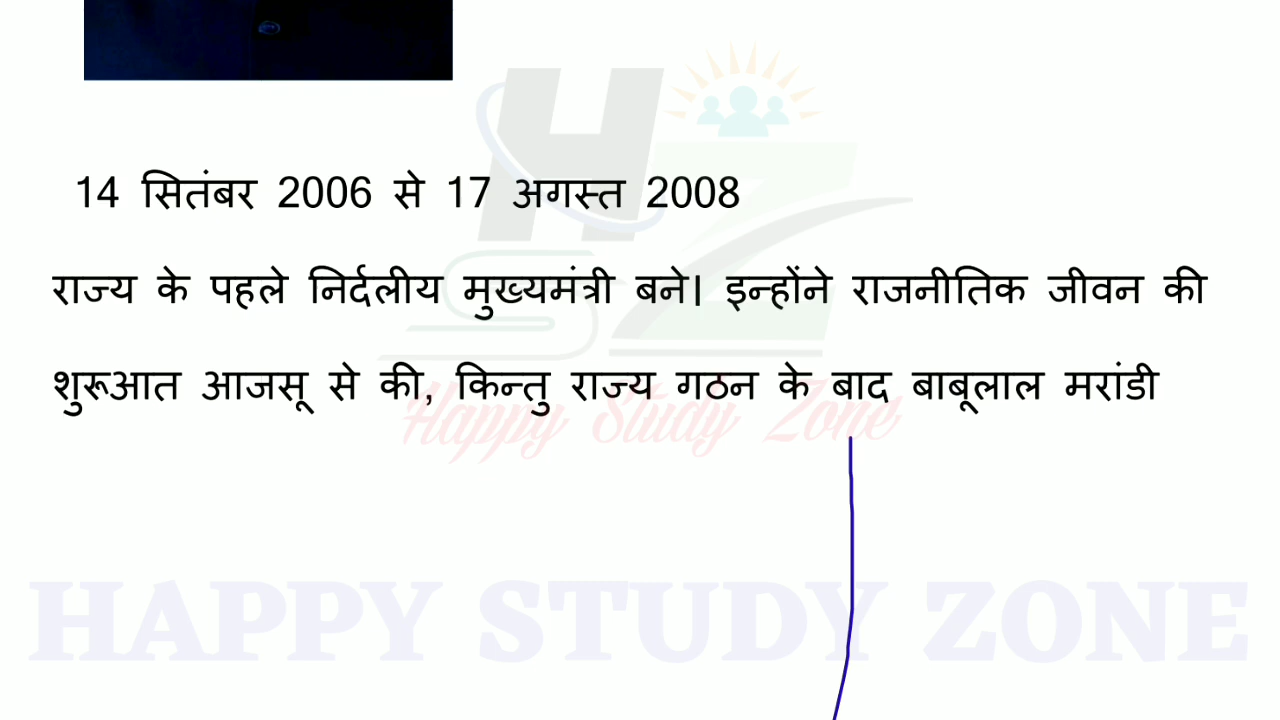 14 सितंबर 2006 से 17 अगस्त 2008
राज्य के पहले निर्दलीय मुख्यमंत्री बने। इन्होंने राजनीतिक जीवन की
शुरूआत आजसू से की, किन्तु राज्य गठन के बाद बाबूलाल मरांडी
Happy Study Zone
HAPPY STUDY ZONE